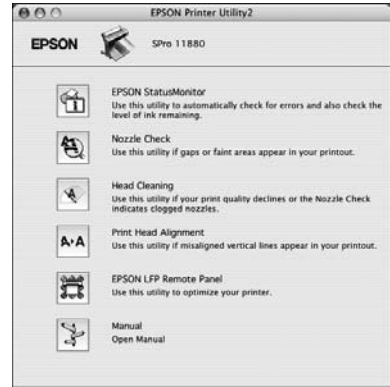 EPSON Printer Utility2
EPSON SPro 11880
EPSON StatusMonitor
Use this utility to automatically check for errors and also check the
level of ink remaining.
Nozzle Check
Use this utility if gaps or faint areas appear in your printout.
Head Cleaning
Use this utility if your print quality declines or the Nozzle Check
indicates clogged nozzles.
Print Head Alignment
Use this utility if misaligned vertical lines appear in your printout.
A▸A
EPSON LFP Remote Panel
Use this utility to optimize your printer.
Manual
Open Manual